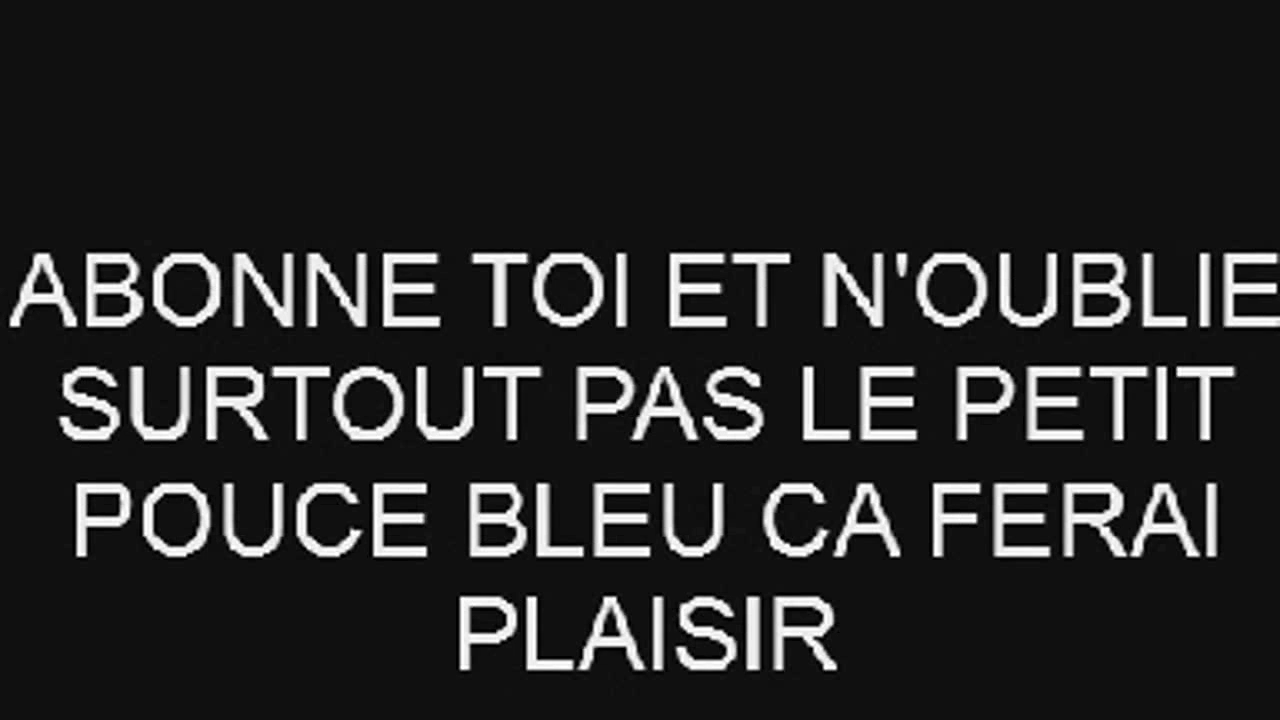 ABONNE TOI ET N'OUBLIE
SURTOUT PAS LE PETIT
POUCE BLEU CA FERAI
PLAISIR